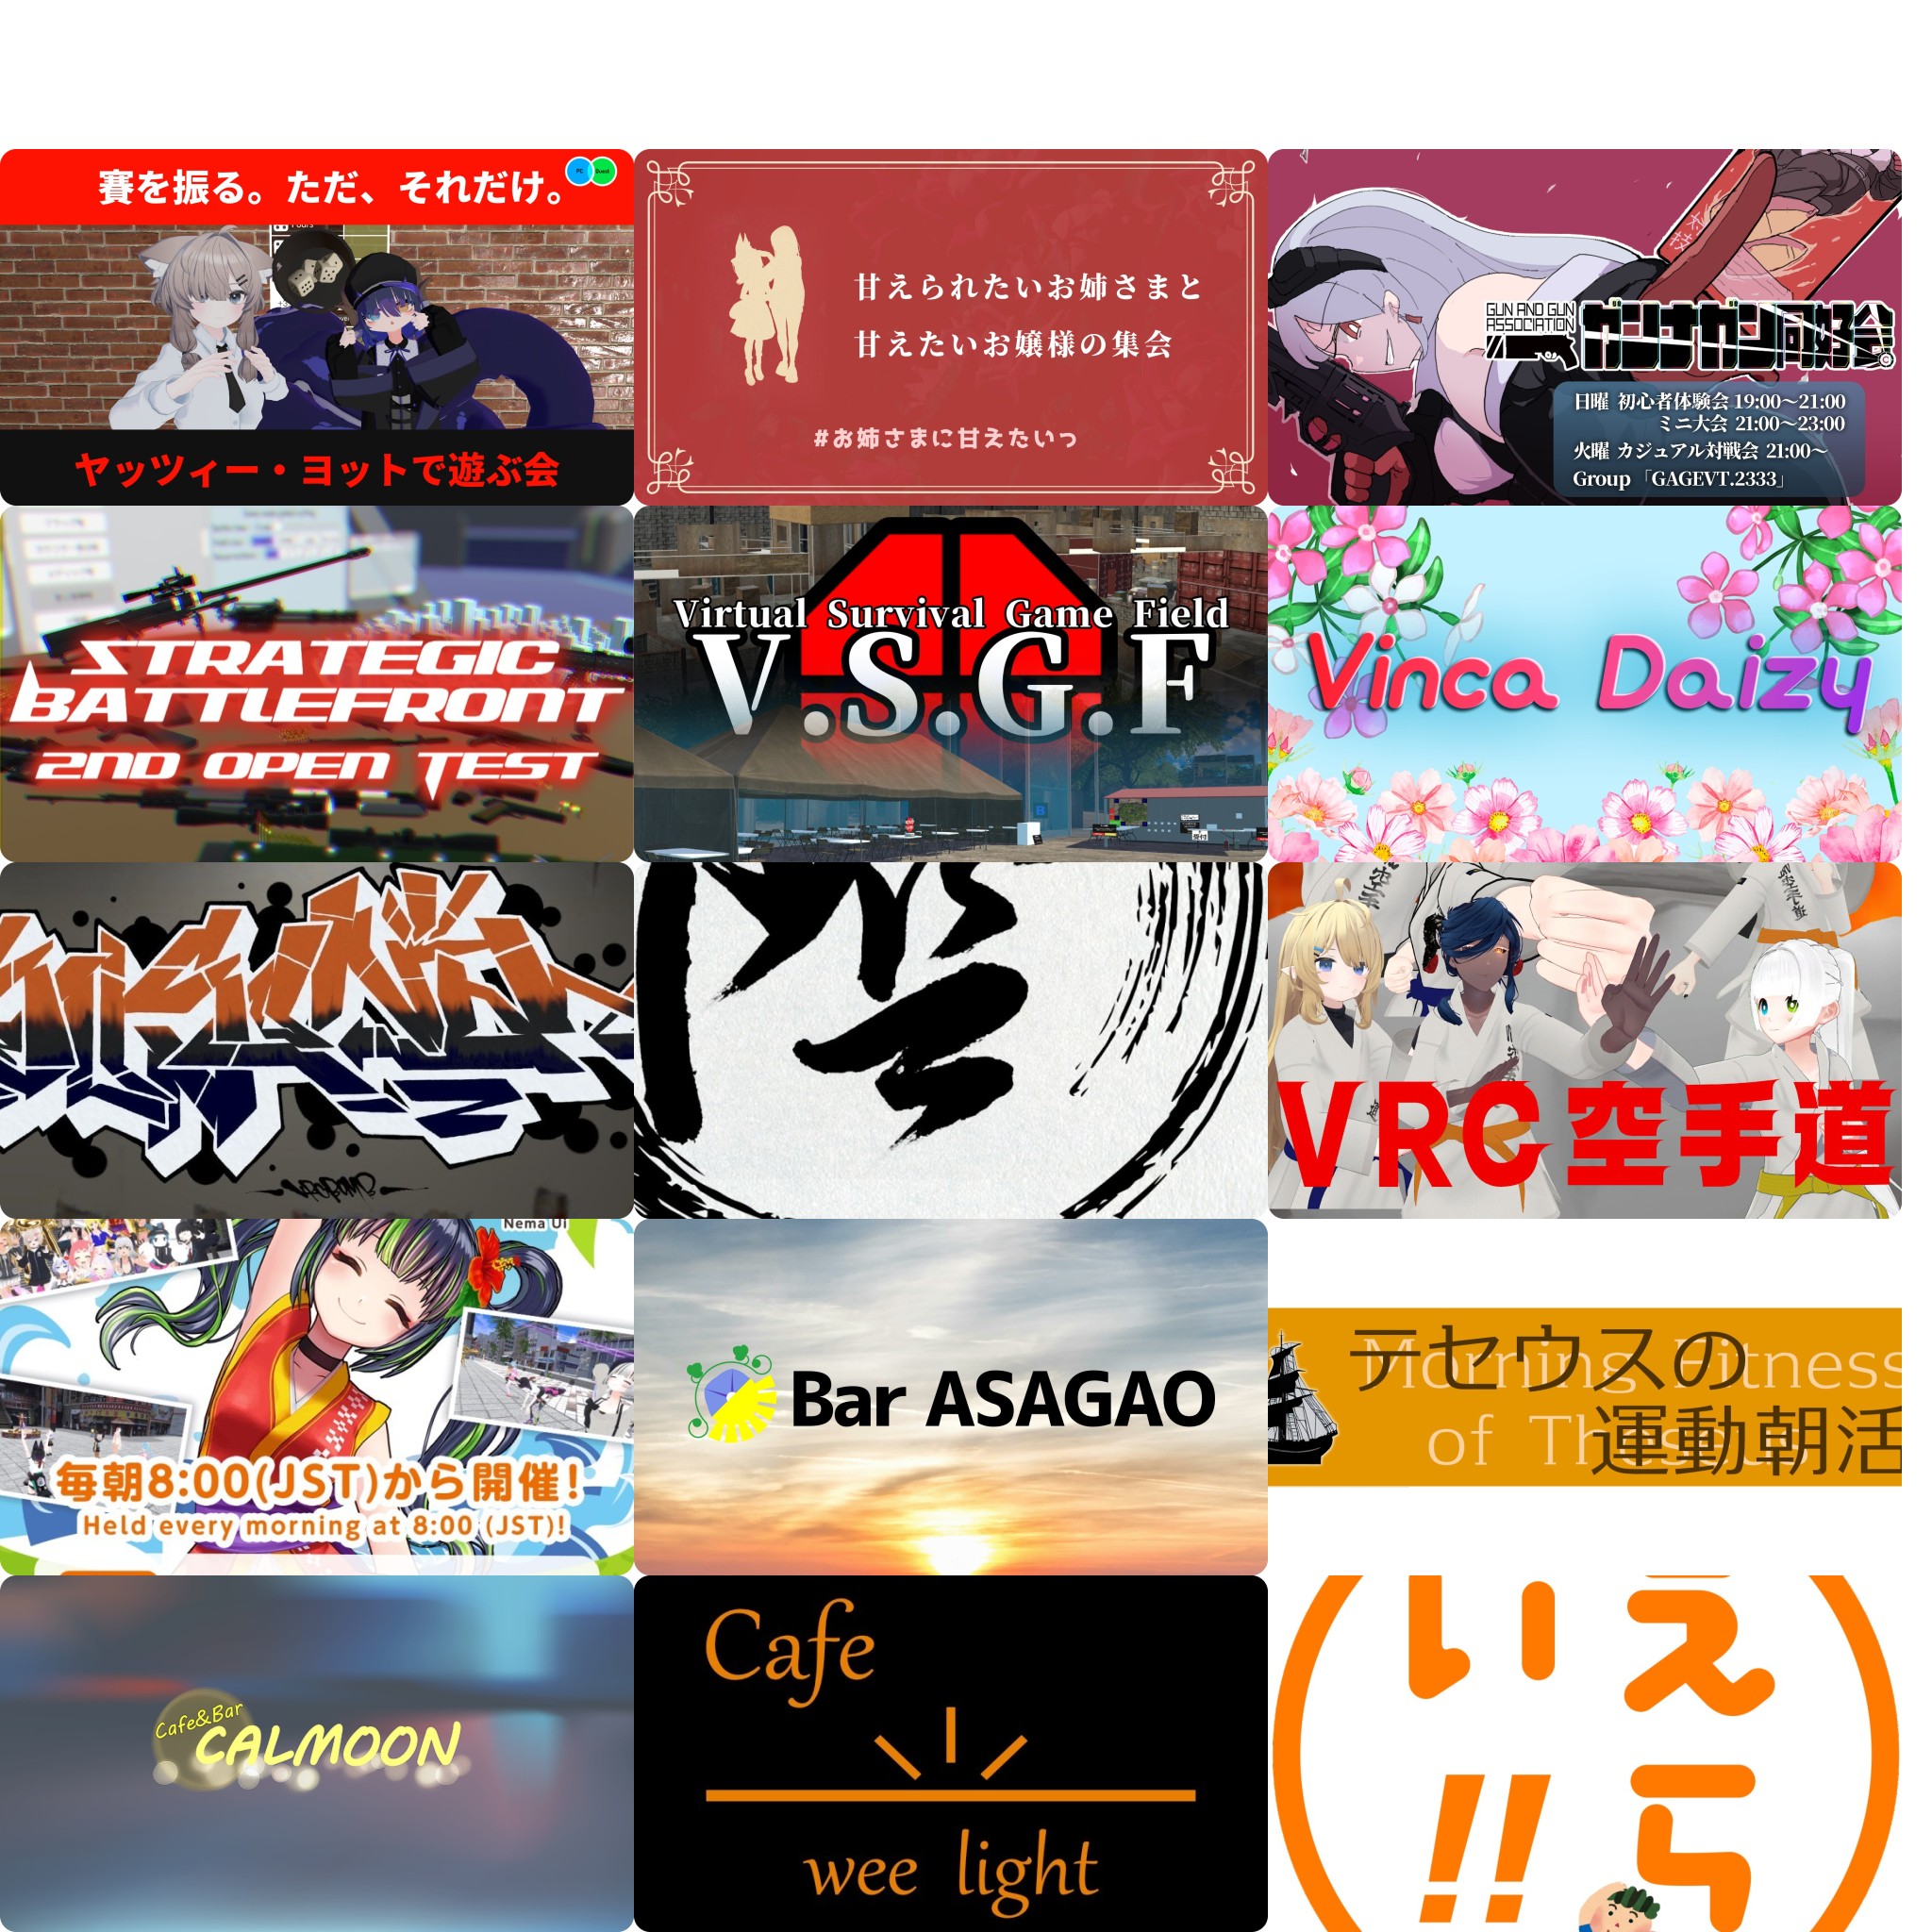 賽を振る。ただ、それだけ。
PC
Quest
ヤッツィー・ヨットで遊ぶ会
甘えられたいお姉さまと
甘えたいお嬢様の集会
#お姉さまに甘えたいっ
GUN AND GUN
ASSOCIATION
ガンナガン同好会
日曜 初心者体験会 19:00〜21:00
ミニ大会 21:00〜23:00
火曜 カジュアル対戦会 21:00〜
Group「GAGEVT.2333」
STRATEGIC
BATTLEFRONT
2ND OPEN TEST
Virtual Survival Game Field
V.S.G.F
受付
Vinca Daizy
VRC空手道
Nema Ui
毎朝8:00(JST)から開催!
Held every morning at 8:00 (JST)!
Bar ASAGAO
テセウスの
Morning Fitness
運動朝活
Cafe&Bar
CALMOON
Cafe
wee light
いえ
ら!!